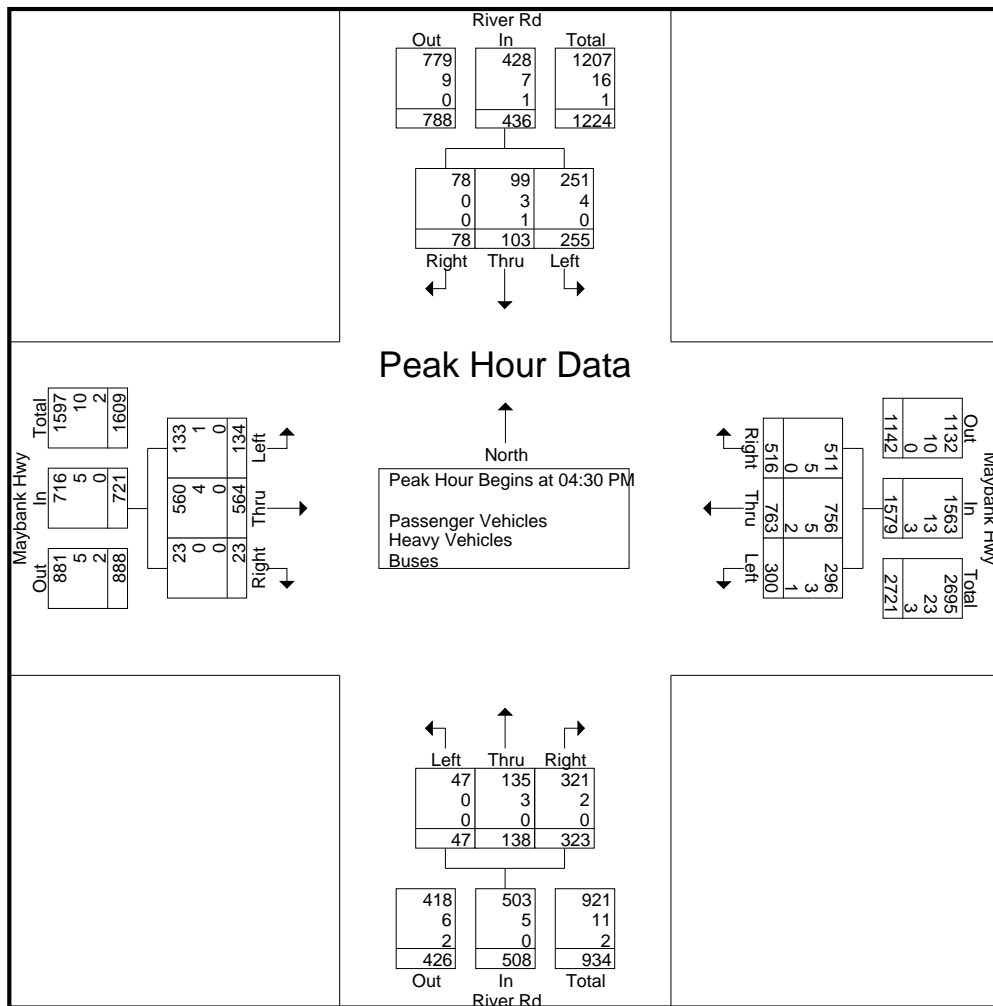 River Rd
Out In Total
779 428 1207
9 7 16
0 1 1
788 436 1224
78 99 251
0 3 4
0 1 0
78 103 255
Right Thru Left
Peak Hour Data
North
Peak Hour Begins at 04:30 PM
Passenger Vehicles
Heavy Vehicles
Buses
Maybank Hwy
Out In Total
881 716 1597
5 5 10
2 0 2
888 721 1609
Left Thru Right
133 560 23
1 4 0
0 0 0
134 564 23
Maybank Hwy
Out In Total
1132 1563 2695
10 13 23
0 3 3
1142 1579 2721
Right Thru Left
511 756 296
5 5 3
0 2 1
516 763 300
Left Thru Right
47 135 321
0 3 2
0 0 0
47 138 323
418 503 921
6 5 11
2 0 2
426 508 934
Out In Total
River Rd